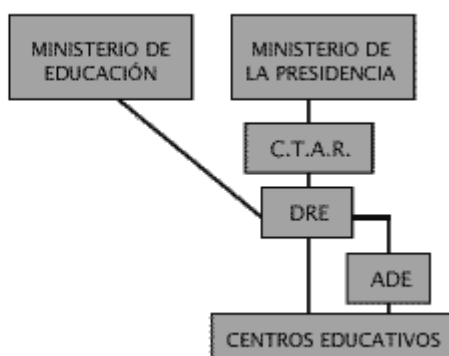 MINISTERIO DE
EDUCACIÓN
MINISTERIO DE
LA PRESIDENCIA
C.T.A.R.
DRE
ADE
CENTROS EDUCATIVOS